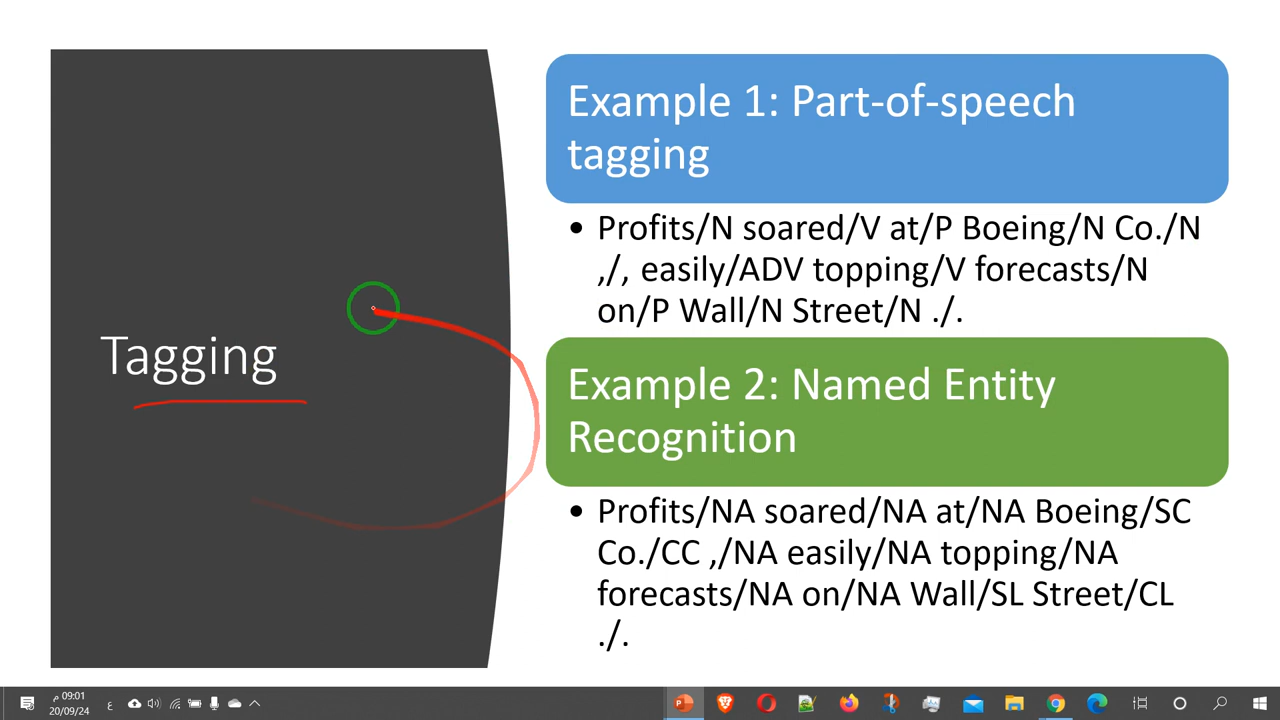 Tagging
Example 1: Part-of-speech
tagging
• Profits/N soared/V at/P Boeing/N Co./N
,/, easily/ADV topping/V forecasts/N
on/P Wall/N Street/N ./.
Example 2: Named Entity
Recognition
• Profits/NA soared/NA at/NA Boeing/SC
Co./CC ,/NA easily/NA topping/NA
forecasts/NA on/NA Wall/SL Street/CL
./.
09:01 م
20/09/24
ع